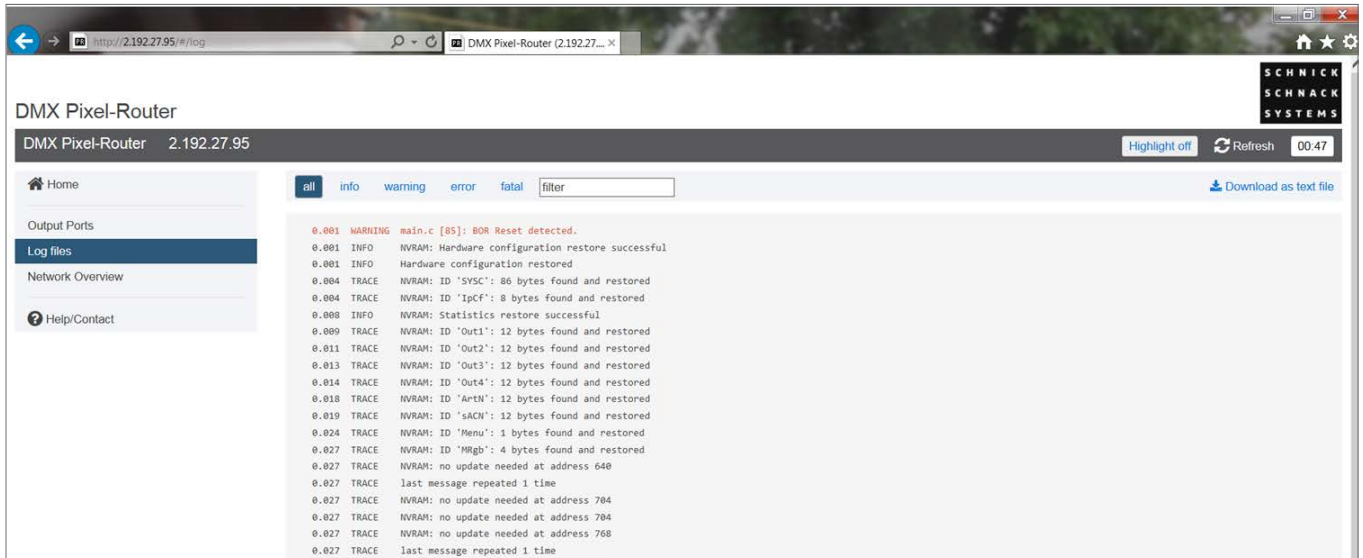 http://2.192.27.95/#/log
DMX Pixel-Router (2.192.27....
SCHNICK
SCHNACK
SYSTEMS
DMX Pixel-Router
DMX Pixel-Router 2.192.27.95 Highlight off Refresh 00:47
Home
all info warning error fatal filter Download as text file
Output Ports
Log files
Network Overview
Help/Contact
0.001 WARNING main.c [85]: BOR Reset detected.
0.001 INFO NVRAM: Hardware configuration restore successful
0.001 INFO Hardware configuration restored
0.004 TRACE NVRAM: ID 'SYSC': 86 bytes found and restored
0.004 TRACE NVRAM: ID 'IpCf': 8 bytes found and restored
0.008 INFO NVRAM: Statistics restore successful
0.009 TRACE NVRAM: ID 'Out1': 12 bytes found and restored
0.011 TRACE NVRAM: ID 'Out2': 12 bytes found and restored
0.013 TRACE NVRAM: ID 'Out3': 12 bytes found and restored
0.014 TRACE NVRAM: ID 'Out4': 12 bytes found and restored
0.018 TRACE NVRAM: ID 'ArtN': 12 bytes found and restored
0.019 TRACE NVRAM: ID 'sACN': 12 bytes found and restored
0.024 TRACE NVRAM: ID 'Menu': 1 bytes found and restored
0.027 TRACE NVRAM: ID 'MRgb': 4 bytes found and restored
0.027 TRACE NVRAM: no update needed at address 640
0.027 TRACE last message repeated 1 time
0.027 TRACE NVRAM: no update needed at address 704
0.027 TRACE NVRAM: no update needed at address 704
0.027 TRACE NVRAM: no update needed at address 768
0.027 TRACE last message repeated 1 time